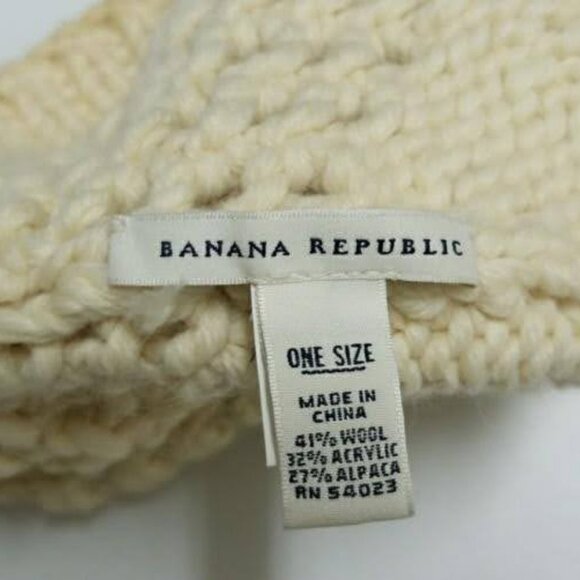 BANANA REPUBLIC
ONE SIZE
MADE IN
CHINA
41% WOOL
32% ACRYLIC
27% ALPACA
RN 54023